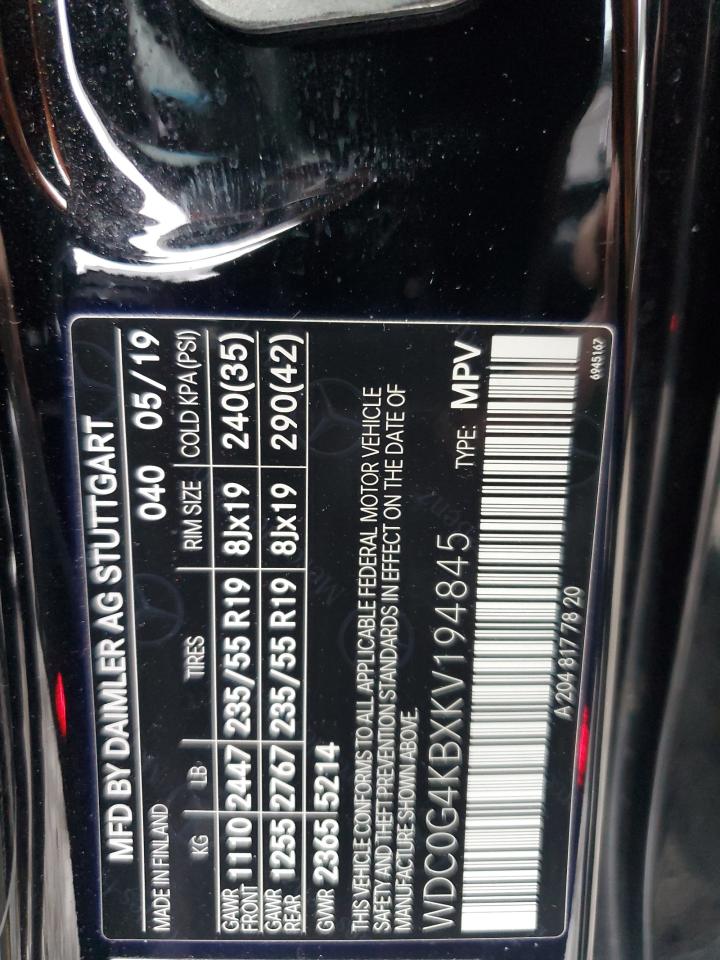 MFD BY DAIMLER AG STUTTGART
MADE IN FINLAND 040 05/19
KG LB TIRES RIM SIZE COLD KPA (PSI)
GAWR FRONT 1110 2447 235/55 R19 8Jx19 240(35)
GAWR REAR 1255 2767 235/55 R19 8Jx19 290(42)
GVWR 2365 5214
THIS VEHICLE CONFORMS TO ALL APPLICABLE FEDERAL MOTOR VEHICLE
SAFETY AND THEFT PREVENTION STANDARDS IN EFFECT ON THE DATE OF
MANUFACTURE SHOWN ABOVE.
WDC0G4KBXKV194845 TYPE: MPV
A 204 817 78 20 6945167